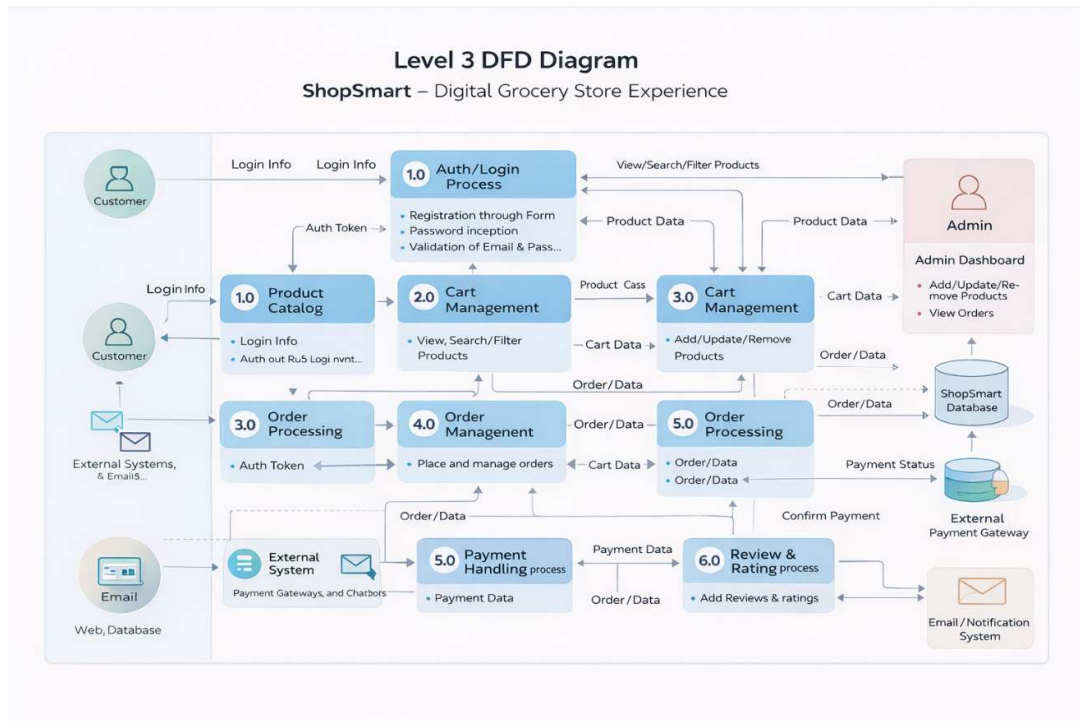 Level 3 DFD Diagram
ShopSmart – Digital Grocery Store Experience
Customer
Login Info
Login Info
1.0
Auth/Login
Process
• Registration through Form
• Password inception
• Validation of Email & Pass...
View/Search/Filter Products
Product Data
Product Data
Admin
Admin Dashboard
• Add/Update/Re-
move Products
• View Orders
Auth Token
Login Info
Customer
1.0
Product
Catalog
• Login Info
• Auth out Ru5 Logi nvnt...
2.0
Cart
Management
• View, Search/Filter
Products
Product Cass
Cart Data
3.0
Cart
Management
• Add/Update/Remove
Products
Cart Data
Order/Data
Order/Data
Order/Data
ShopSmart
Database
External Systems,
& Email5...
3.0
Order
Processing
• Auth Token
4.0
Order
Management
• Place and manage orders
Order/Data
Cart Data
5.0
Order
Processing
• Order/Data
• Order/Data
Payment Status
External
Payment Gateway
Order/Data
Confirm Payment
Email
Web, Database
External
System
Payment Gateways, and Chatbots
5.0
Payment
Handling process
• Payment Data
Payment Data
Order/Data
6.0
Review &
Rating process
• Add Reviews & ratings
Email/Notification
System